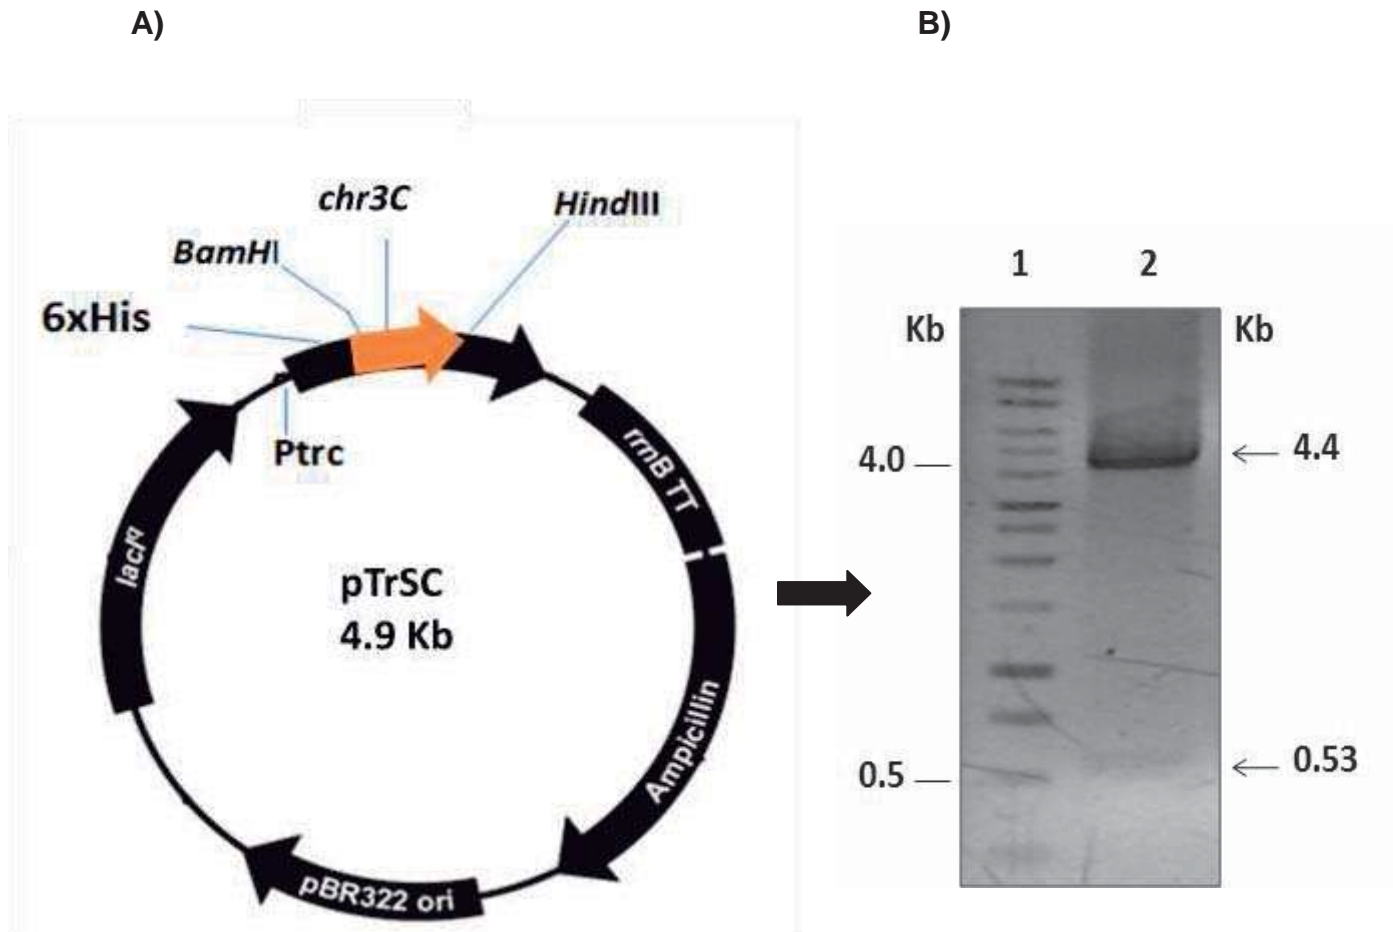 A)
B)
chr3C
HindIII
BamHI
6xHis
Ptrc
lacIq
rrnB TT
pTrSC
4.9 Kb
Ampicillin
pBR322 ori
1 2
Kb Kb
4.0
4.4
0.5
0.53